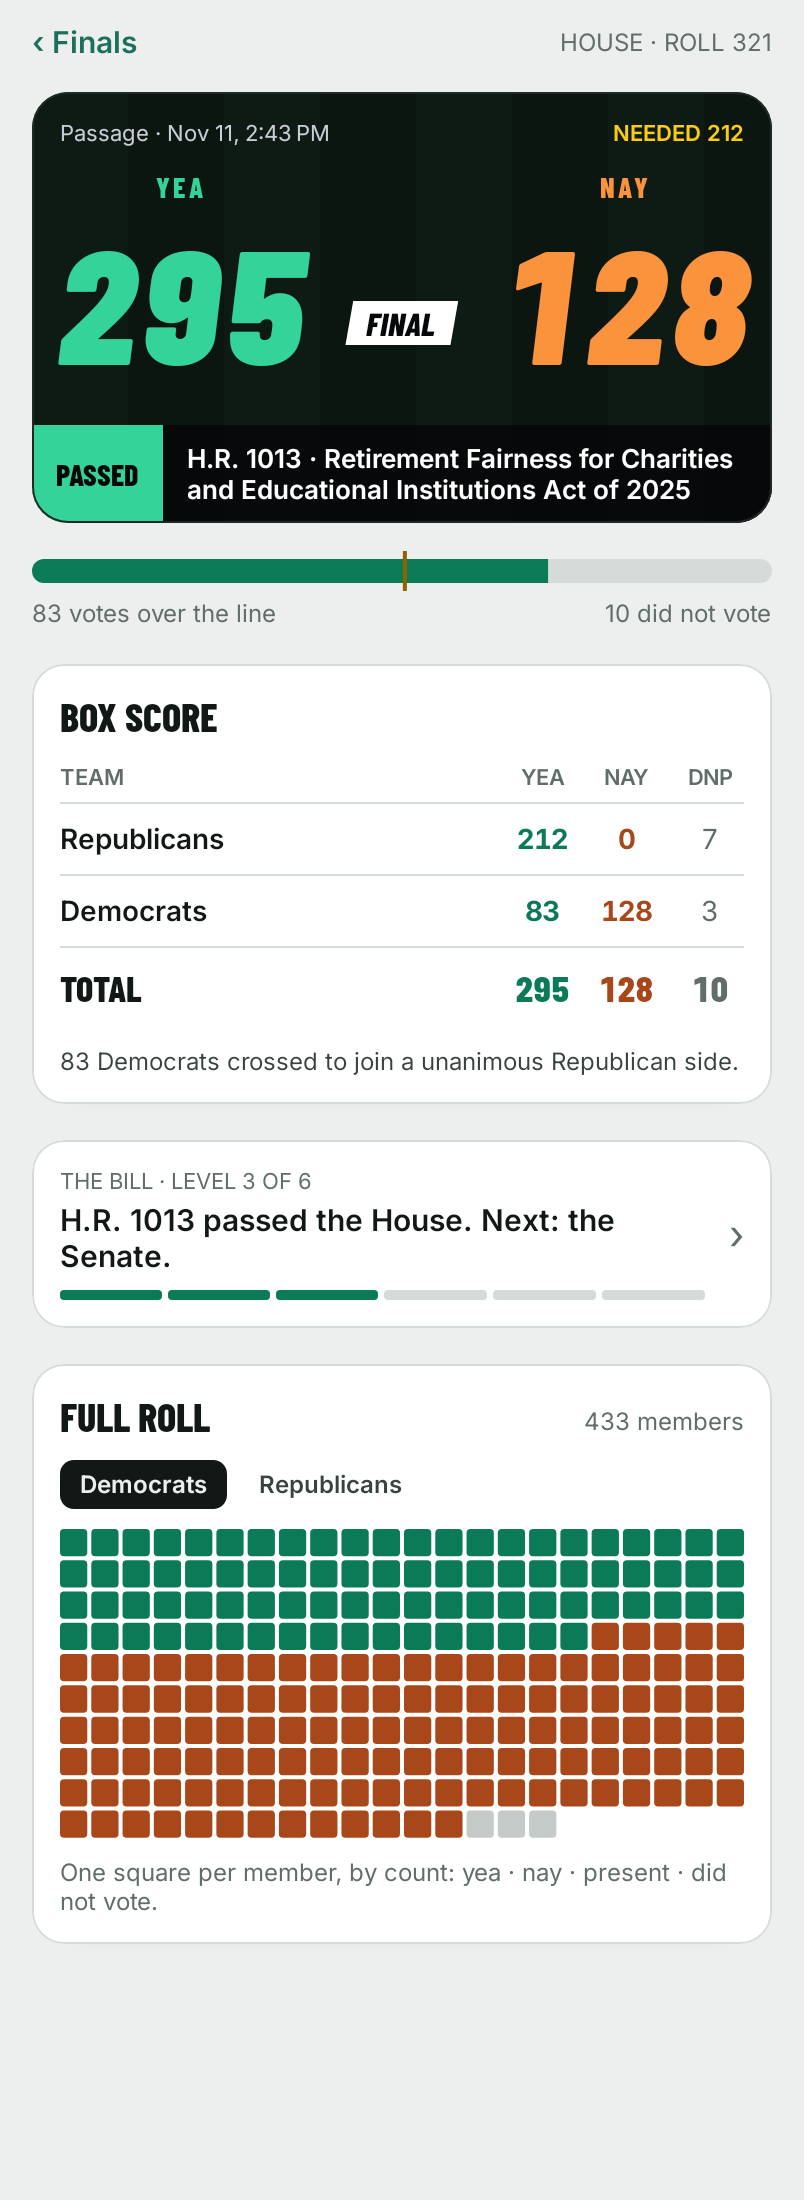 ‹ Finals
HOUSE · ROLL 321
Passage · Nov 11, 2:43 PM
NEEDED 212
YEA
NAY
295
FINAL
128
PASSED
H.R. 1013 · Retirement Fairness for Charities
and Educational Institutions Act of 2025
83 votes over the line
10 did not vote
BOX SCORE
TEAM YEA NAY DNP
Republicans 212 0 7
Democrats 83 128 3
TOTAL 295 128 10
83 Democrats crossed to join a unanimous Republican side.
THE BILL · LEVEL 3 OF 6
H.R. 1013 passed the House. Next: the
Senate.
›
FULL ROLL
433 members
Democrats
Republicans
One square per member, by count: yea · nay · present · did
not vote.